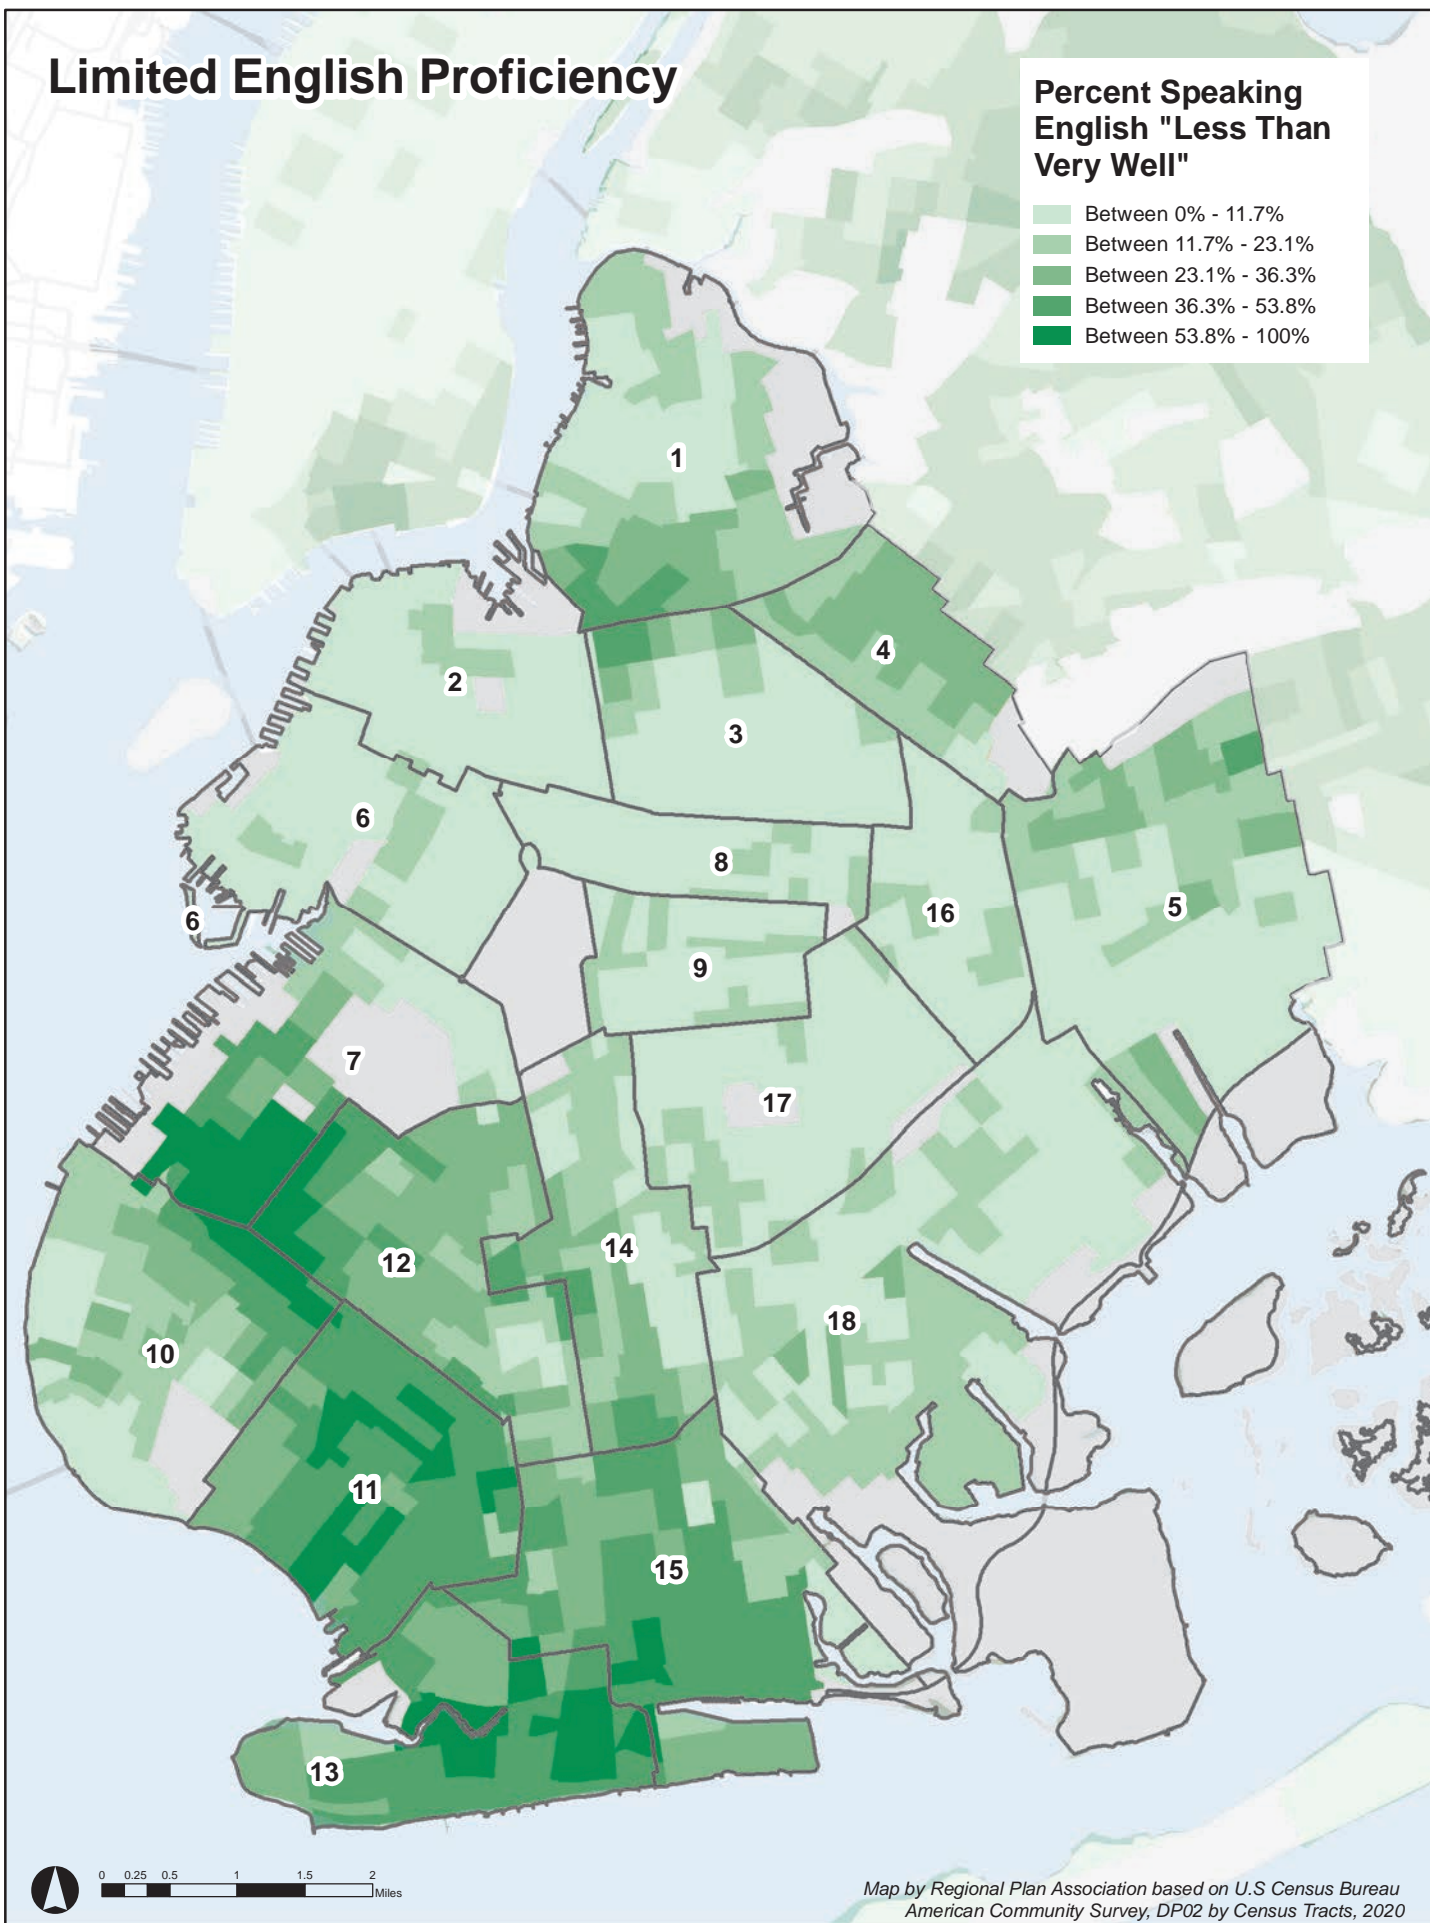 Limited English Proficiency
Percent Speaking
English "Less Than
Very Well"
Between 0% - 11.7%
Between 11.7% - 23.1%
Between 23.1% - 36.3%
Between 36.3% - 53.8%
Between 53.8% - 100%
1
4
2
3
6
8
5
6
16
9
7
17
14
12
18
10
11
15
13
0 0.25 0.5 1 1.5 2
Miles
Map by Regional Plan Association based on U.S Census Bureau
American Community Survey, DP02 by Census Tracts, 2020